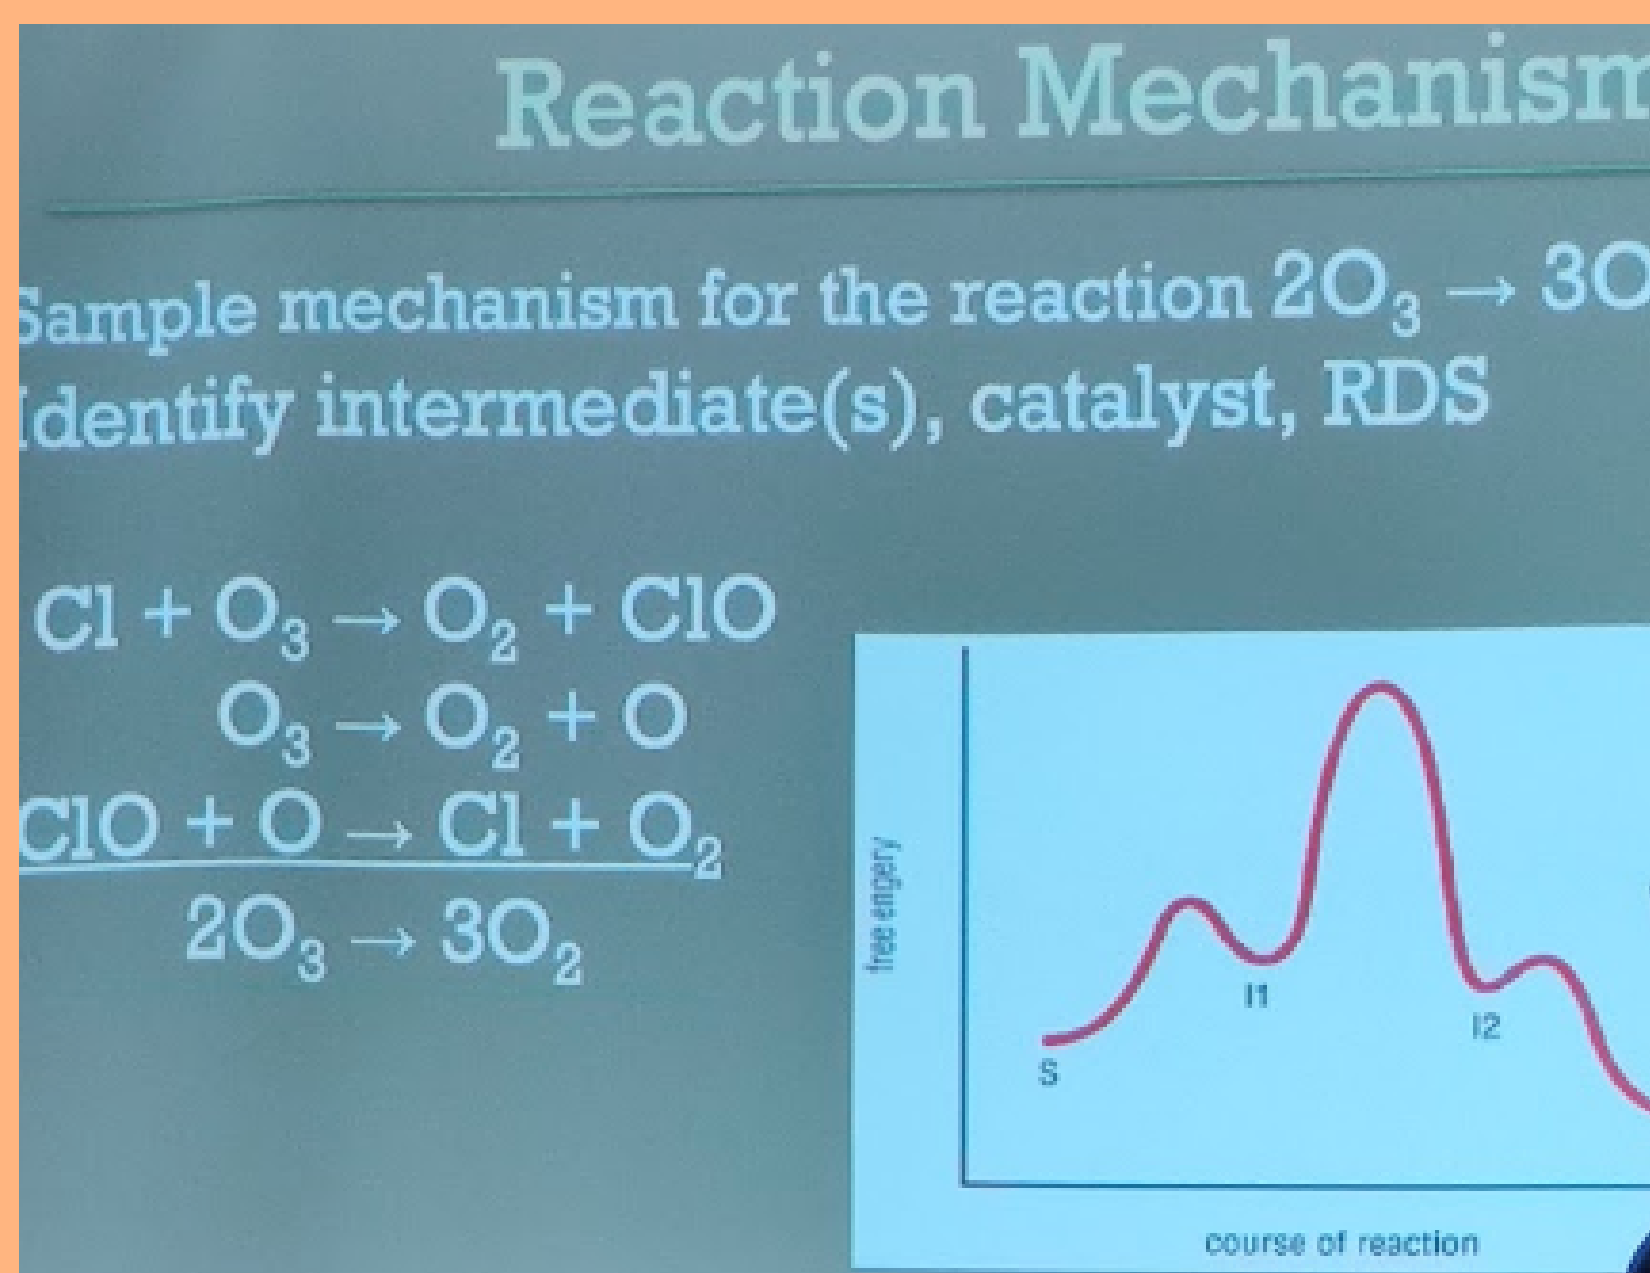 Reaction Mechanism
Sample mechanism for the reaction 2O₃ → 3O
Identify intermediate(s), catalyst, RDS
Cl + O₃ → O₂ + ClO
O₃ → O₂ + O
ClO + O → Cl + O₂
2O₃ → 3O₂
free engery
S
I1
I2
course of reaction